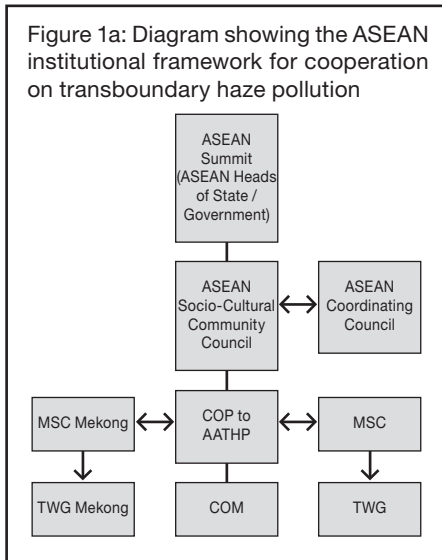 Figure 1a: Diagram showing the ASEAN
institutional framework for cooperation
on transboundary haze pollution
ASEAN
Summit
(ASEAN Heads
of State /
Government)
ASEAN
Socio-Cultural
Community
Council
ASEAN
Coordinating
Council
MSC Mekong
COP to
AATHP
MSC
TWG Mekong
COM
TWG